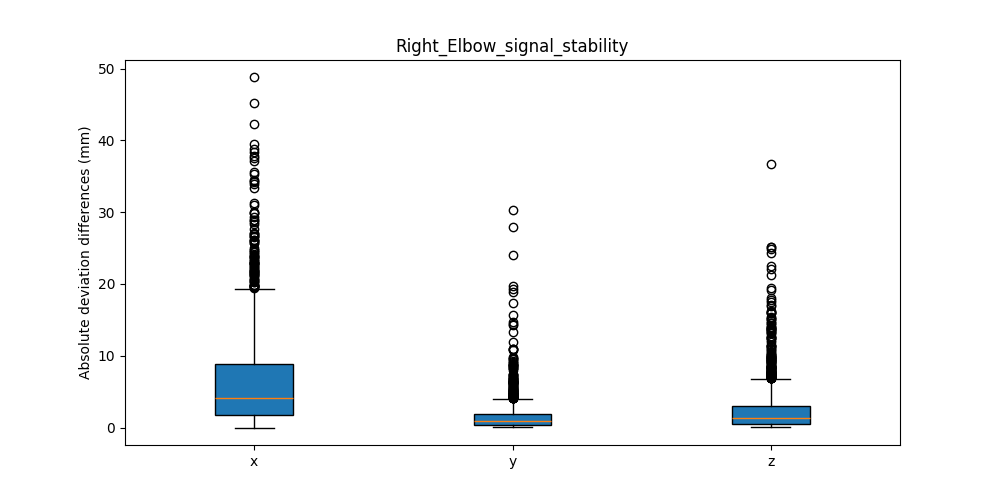 Right_Elbow_signal_stability
Absolute deviation differences (mm)
50
40
30
20
10
0
x y z